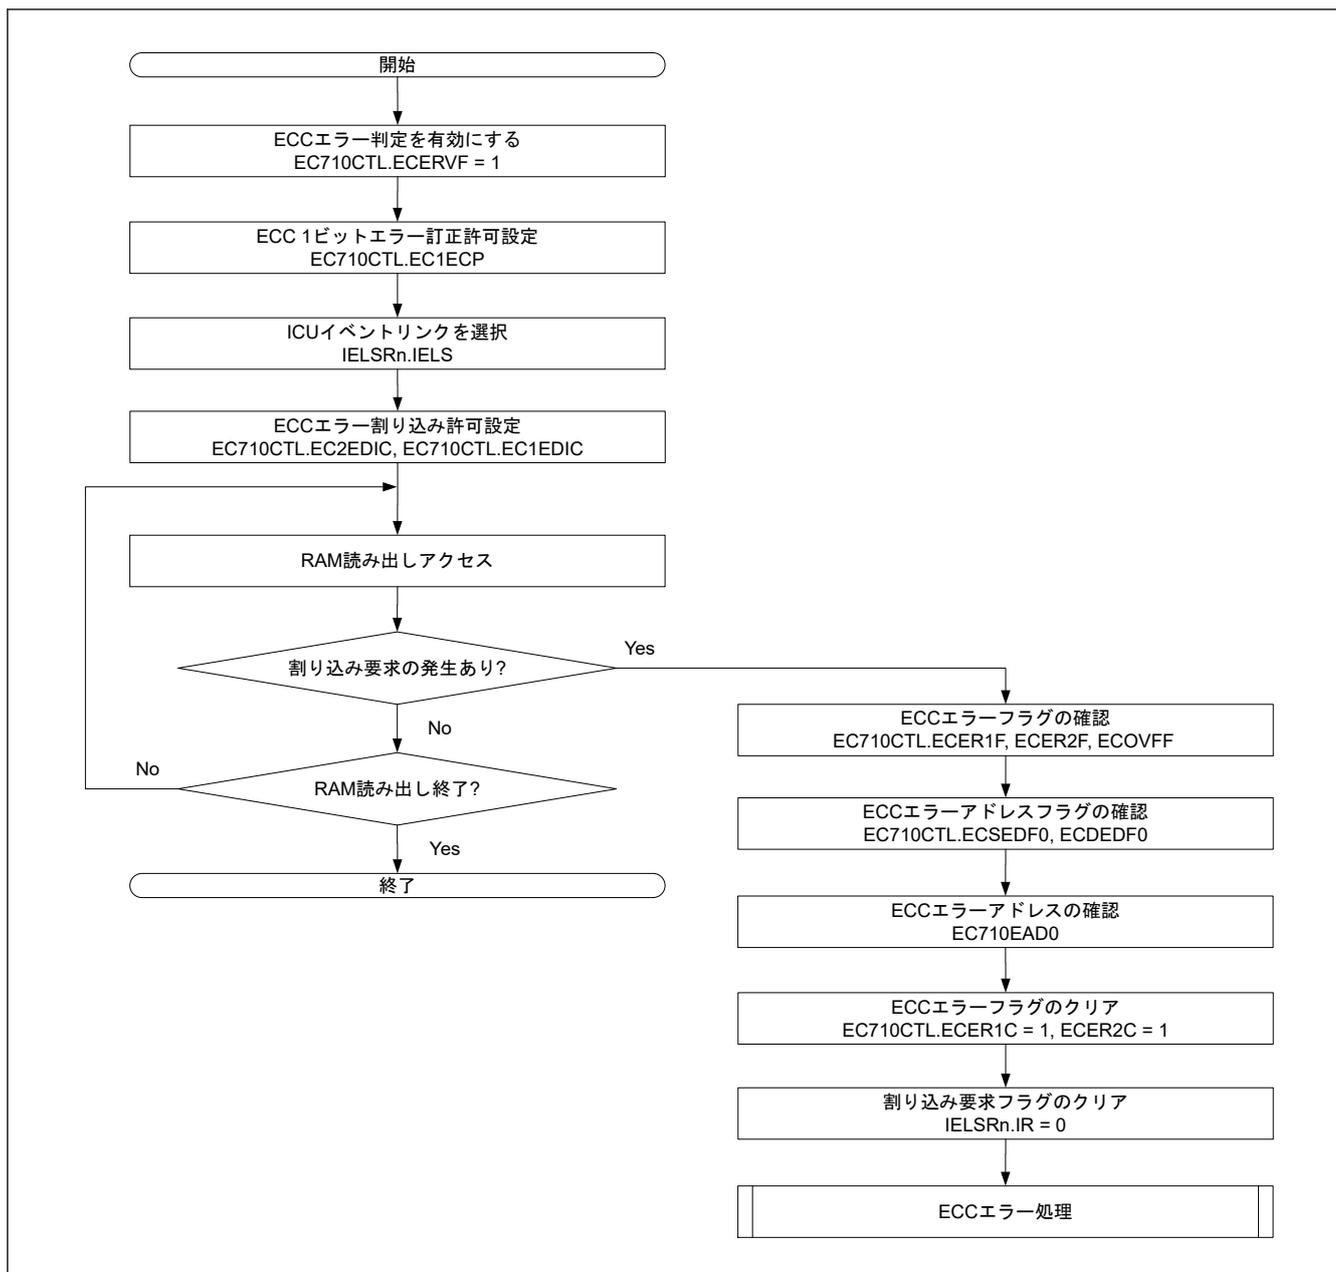 開始
ECCエラー判定を有効にする
EC710CTL.ECERVF = 1
ECC 1ビットエラー訂正許可設定
EC710CTL.EC1ECP
ICUイベントリンクを選択
IELSRn.IELS
ECCエラー割り込み許可設定
EC710CTL.EC2EDIC, EC710CTL.EC1EDIC
RAM読み出しアクセス
割り込み要求の発生あり?
Yes
No
RAM読み出し終了?
No
Yes
終了
ECCエラーフラグの確認
EC710CTL.ECER1F, ECER2F, ECOVFF
ECCエラーアドレスフラグの確認
EC710CTL.ECSEDF0, ECDEDF0
ECCエラーアドレスの確認
EC710EAD0
ECCエラーフラグのクリア
EC710CTL.ECER1C = 1, ECER2C = 1
割り込み要求フラグのクリア
IELSRn.IR = 0
ECCエラー処理